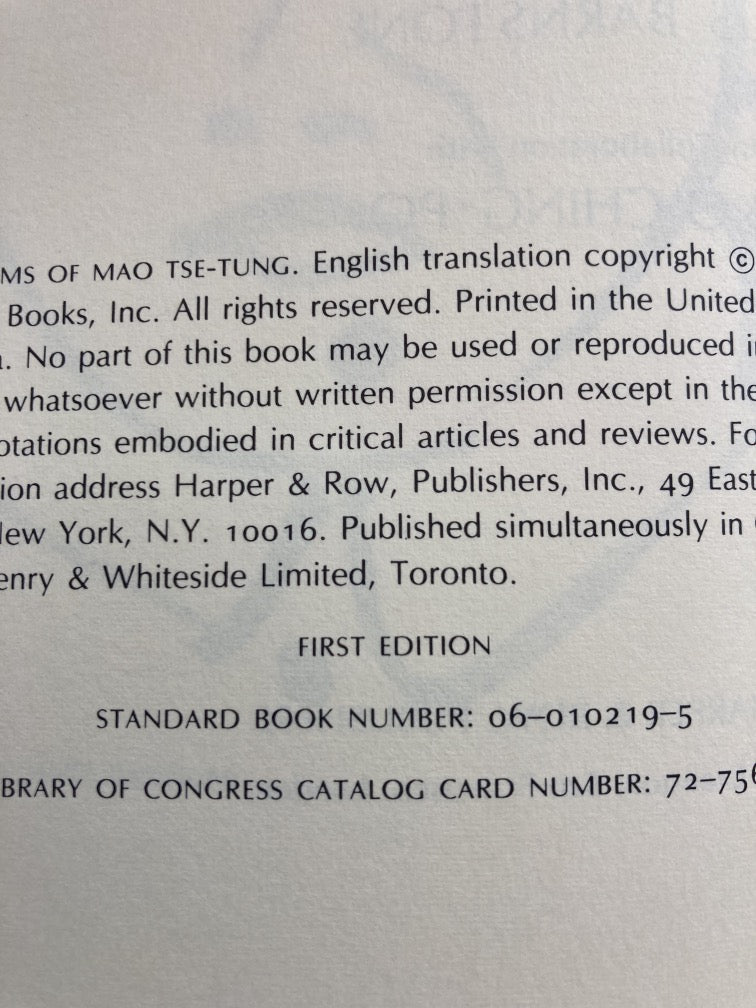 MS OF MAO TSE-TUNG. English translation copyright ©
Books, Inc. All rights reserved. Printed in the United
. No part of this book may be used or reproduced i
whatsoever without written permission except in the
otations embodied in critical articles and reviews. Fo
ion address Harper & Row, Publishers, Inc., 49 East
ew York, N.Y. 10016. Published simultaneously in
enry & Whiteside Limited, Toronto.
FIRST EDITION
STANDARD BOOK NUMBER: 06–010219–5
BRARY OF CONGRESS CATALOG CARD NUMBER: 72–756